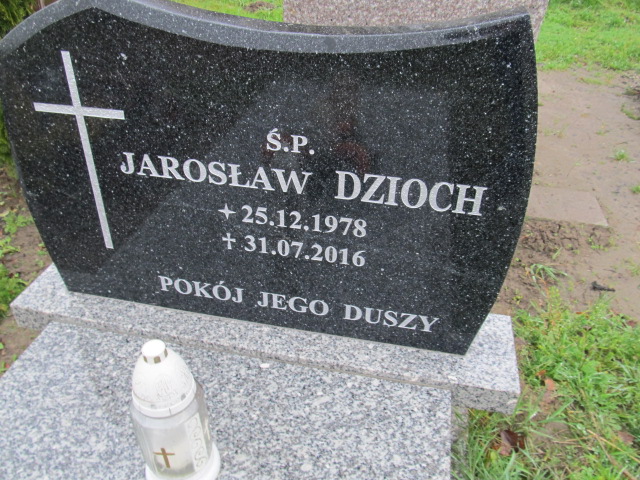 Ś.P.
JAROSŁAW DZIOCH
25.12.1978
31.07.2016
POKÓJ JEGO DUSZY